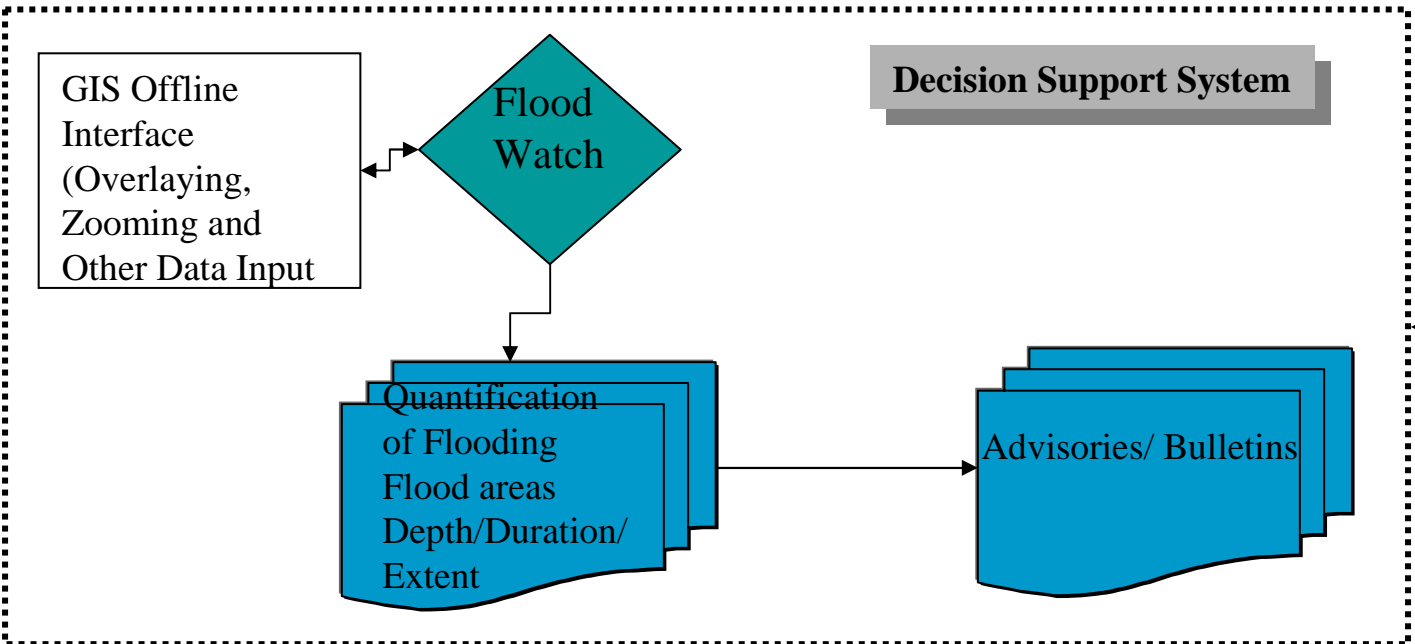 GIS Offline
Interface
(Overlaying,
Zooming and
Other Data Input
Flood
Watch
Decision Support System
Quantification
of Flooding
Flood areas
Depth/Duration/
Extent
Advisories/ Bulletins